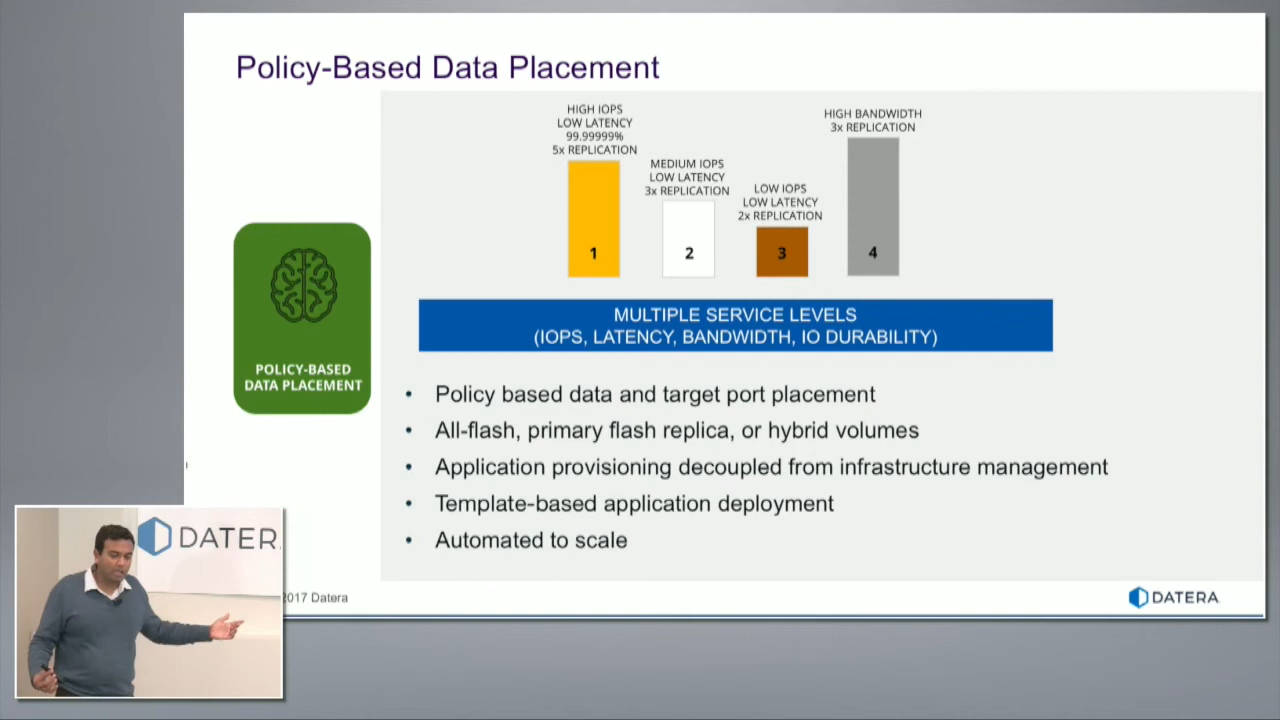 Policy-Based Data Placement
HIGH IOPS
LOW LATENCY
99.99999%
5x REPLICATION
MEDIUM IOPS
LOW LATENCY
3x REPLICATION
LOW IOPS
LOW LATENCY
2x REPLICATION
HIGH BANDWIDTH
3x REPLICATION
1
2
3
4
MULTIPLE SERVICE LEVELS
(IOPS, LATENCY, BANDWIDTH, IO DURABILITY)
POLICY-BASED
DATA PLACEMENT
• Policy based data and target port placement
• All-flash, primary flash replica, or hybrid volumes
• Application provisioning decoupled from infrastructure management
• Template-based application deployment
• Automated to scale
DATER
2017 Datera
DATERA